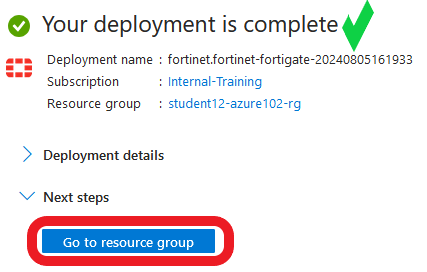 Your deployment is complete
Deployment name : fortinet.fortinet-fortigate-20240805161933
Subscription : Internal-Training
Resource group : student12-azure102-rg
Deployment details
Next steps
Go to resource group